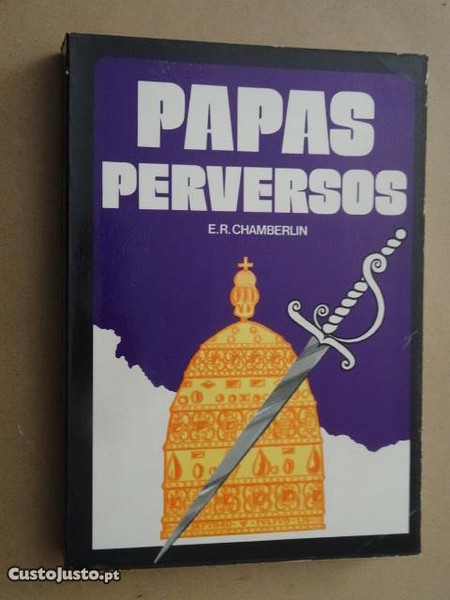 PAPAS
PERVERSOS
E.R.CHAMBERLIN
CustoJusto.pt